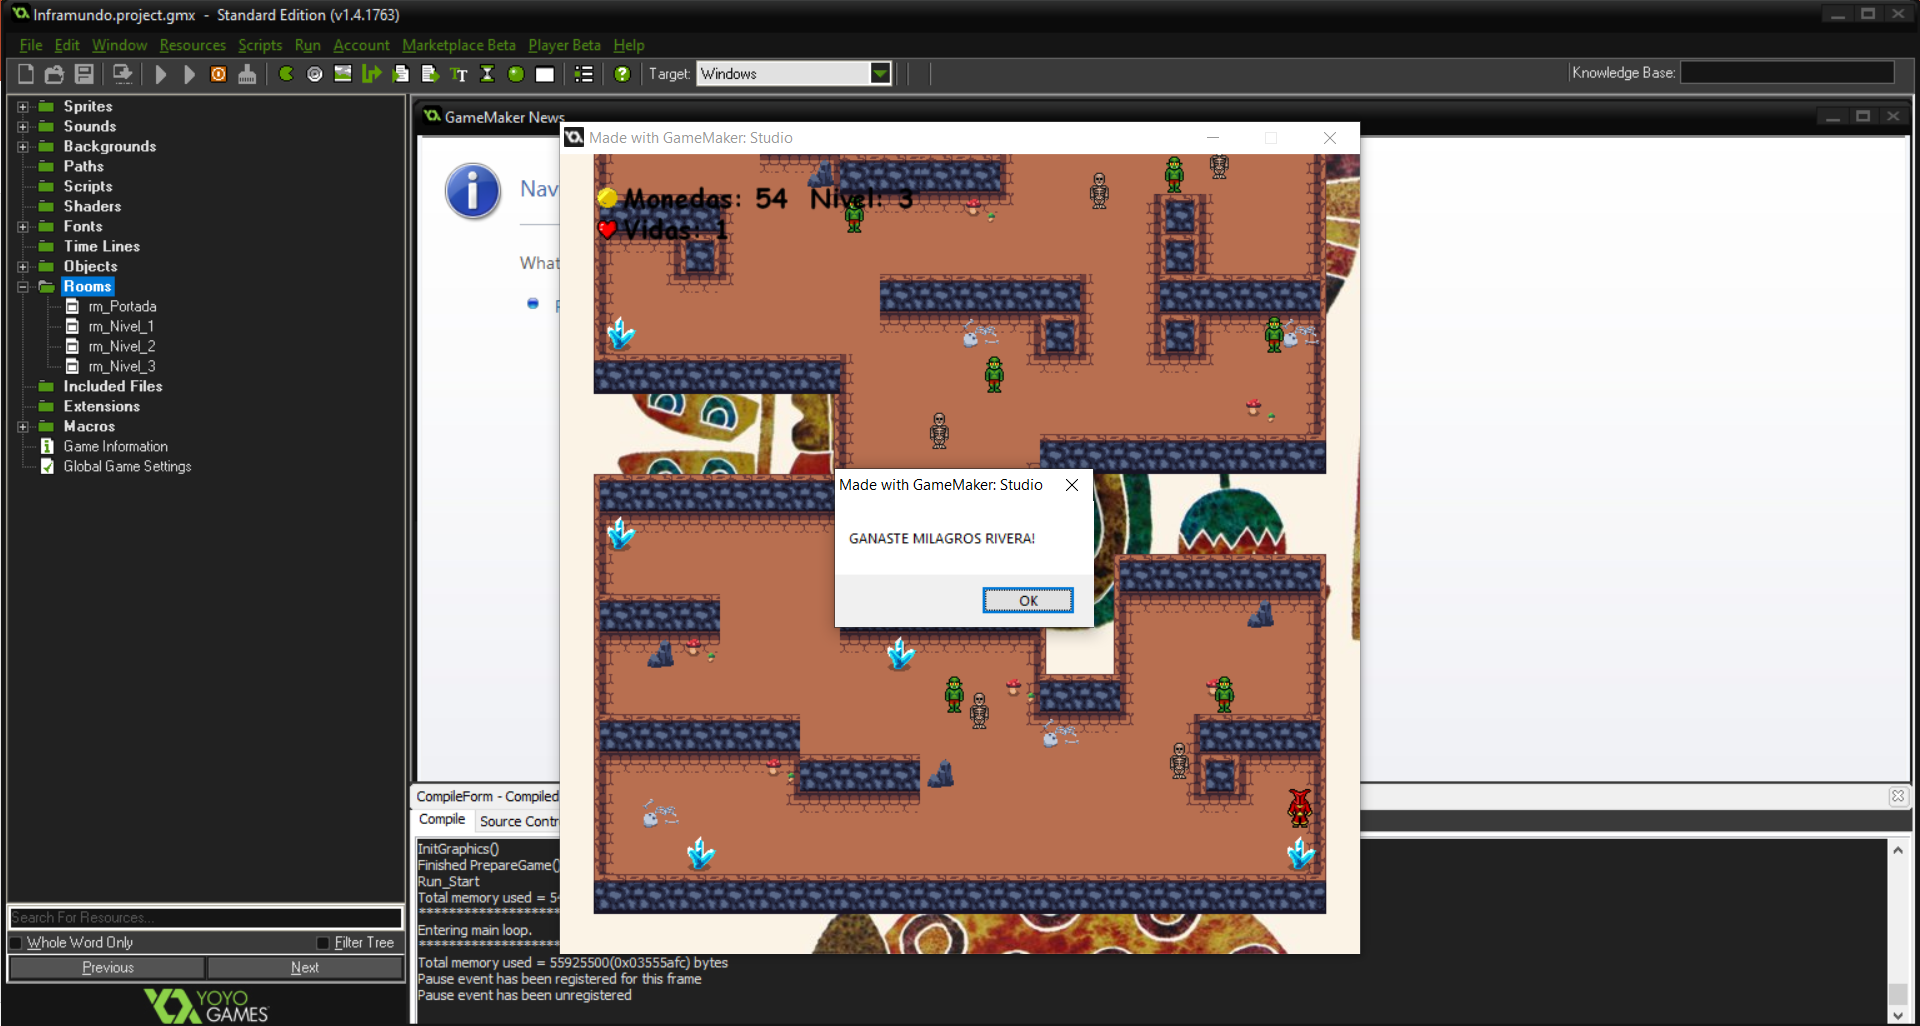 Inframundo.project.gmx - Standard Edition (v1.4.1763)
File Edit Window Resources Scripts Run Account Marketplace Beta Player Beta Help
Target: Windows
Knowledge Base:
Sprites
Sounds
Backgrounds
Paths
Scripts
Shaders
Fonts
Time Lines
Objects
Rooms
rm_Portada
rm_Nivel_1
rm_Nivel_2
rm_Nivel_3
Included Files
Extensions
Macros
Game Information
Global Game Settings
Search For Resources...
Whole Word Only Filter Tree
Previous Next
YOYO
GAMES
GameMaker News
Nav
What
Made with GameMaker: Studio
Monedas: 54 Nivel: 3
Vidas: 1
Made with GameMaker: Studio
GANASTE MILAGROS RIVERA!
OK
CompileForm - Compiled
Compile Source Contr
InitGraphics()
Finished PrepareGame()
Run_Start
Total memory used = 54
********************
Entering main loop.
********************
Total memory used = 55925500(0x03555afc) bytes
Pause event has been registered for this frame
Pause event has been unregistered